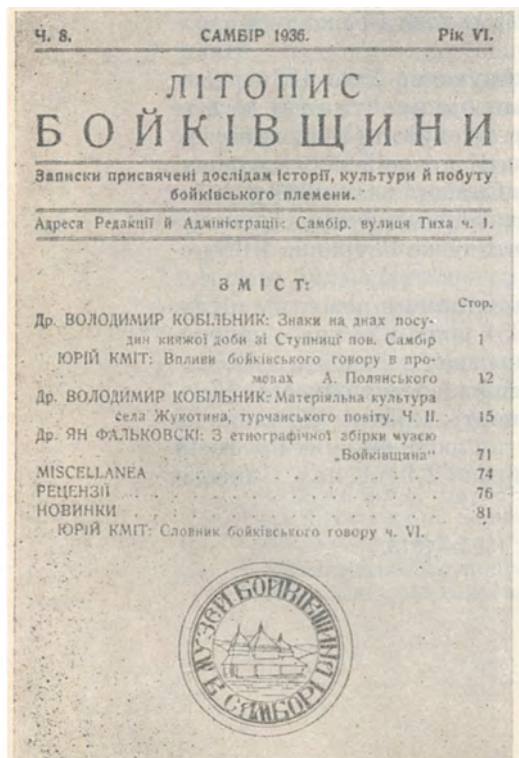 Ч. 8. САМБІР 1936. Рік VI.
ЛІТОПИС
БОЙКІВЩИНИ
Записки присвячені дослідам історії, культури й побуту
бойківського племени.
Адреса Редакції й Адміністрації: Самбір. вулиця Тиха ч. 1.
ЗМІСТ:
Стор.
Др. ВОЛОДИМИР КОБІЛЬНИК: Знаки на днах посу-
дин княжої доби зі Ступниці пов. Самбір 1
ЮРІЙ КМІТ: Впливи бойківського говору в про-
мовах А. Полянського 12
Др. ВОЛОДИМИР КОБІЛЬНИК: Матеріяльна культура
села Жукотина, турчанського повіту. Ч. II. 15
Др. ЯН ФАЛЬКОВСКІ: З етнографічної збірки музею
„Бойківщина“ 71
MISCELLANEA . . . . . . . . . . 74
РЕЦЕНЗІЇ . . . . . . . . . . 76
НОВИНКИ . . . . . . . . . . 81
ЮРІЙ КМІТ: Словник бойківського говору ч. VI.
МУЗЕЙ БОЙКІВЩИНА
В САМБОРІ